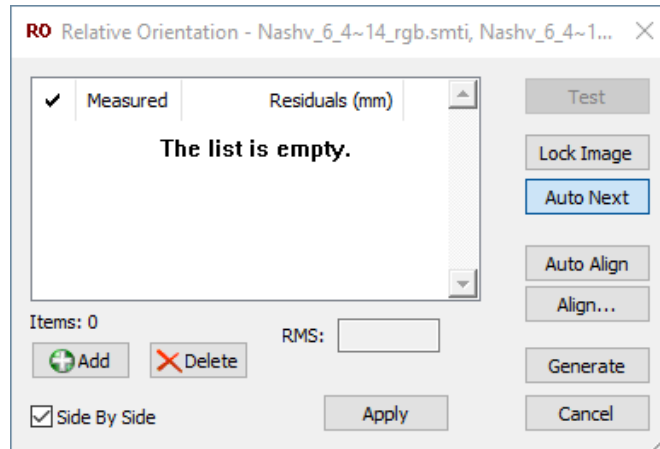 RO Relative Orientation - Nashv_6_4~14_rgb.smti, Nashv_6_4~1...
Measured Residuals (mm)
The list is empty.
Test
Lock Image
Auto Next
Auto Align
Align...
Items: 0
RMS:
Add Delete
Generate
Side By Side
Apply
Cancel